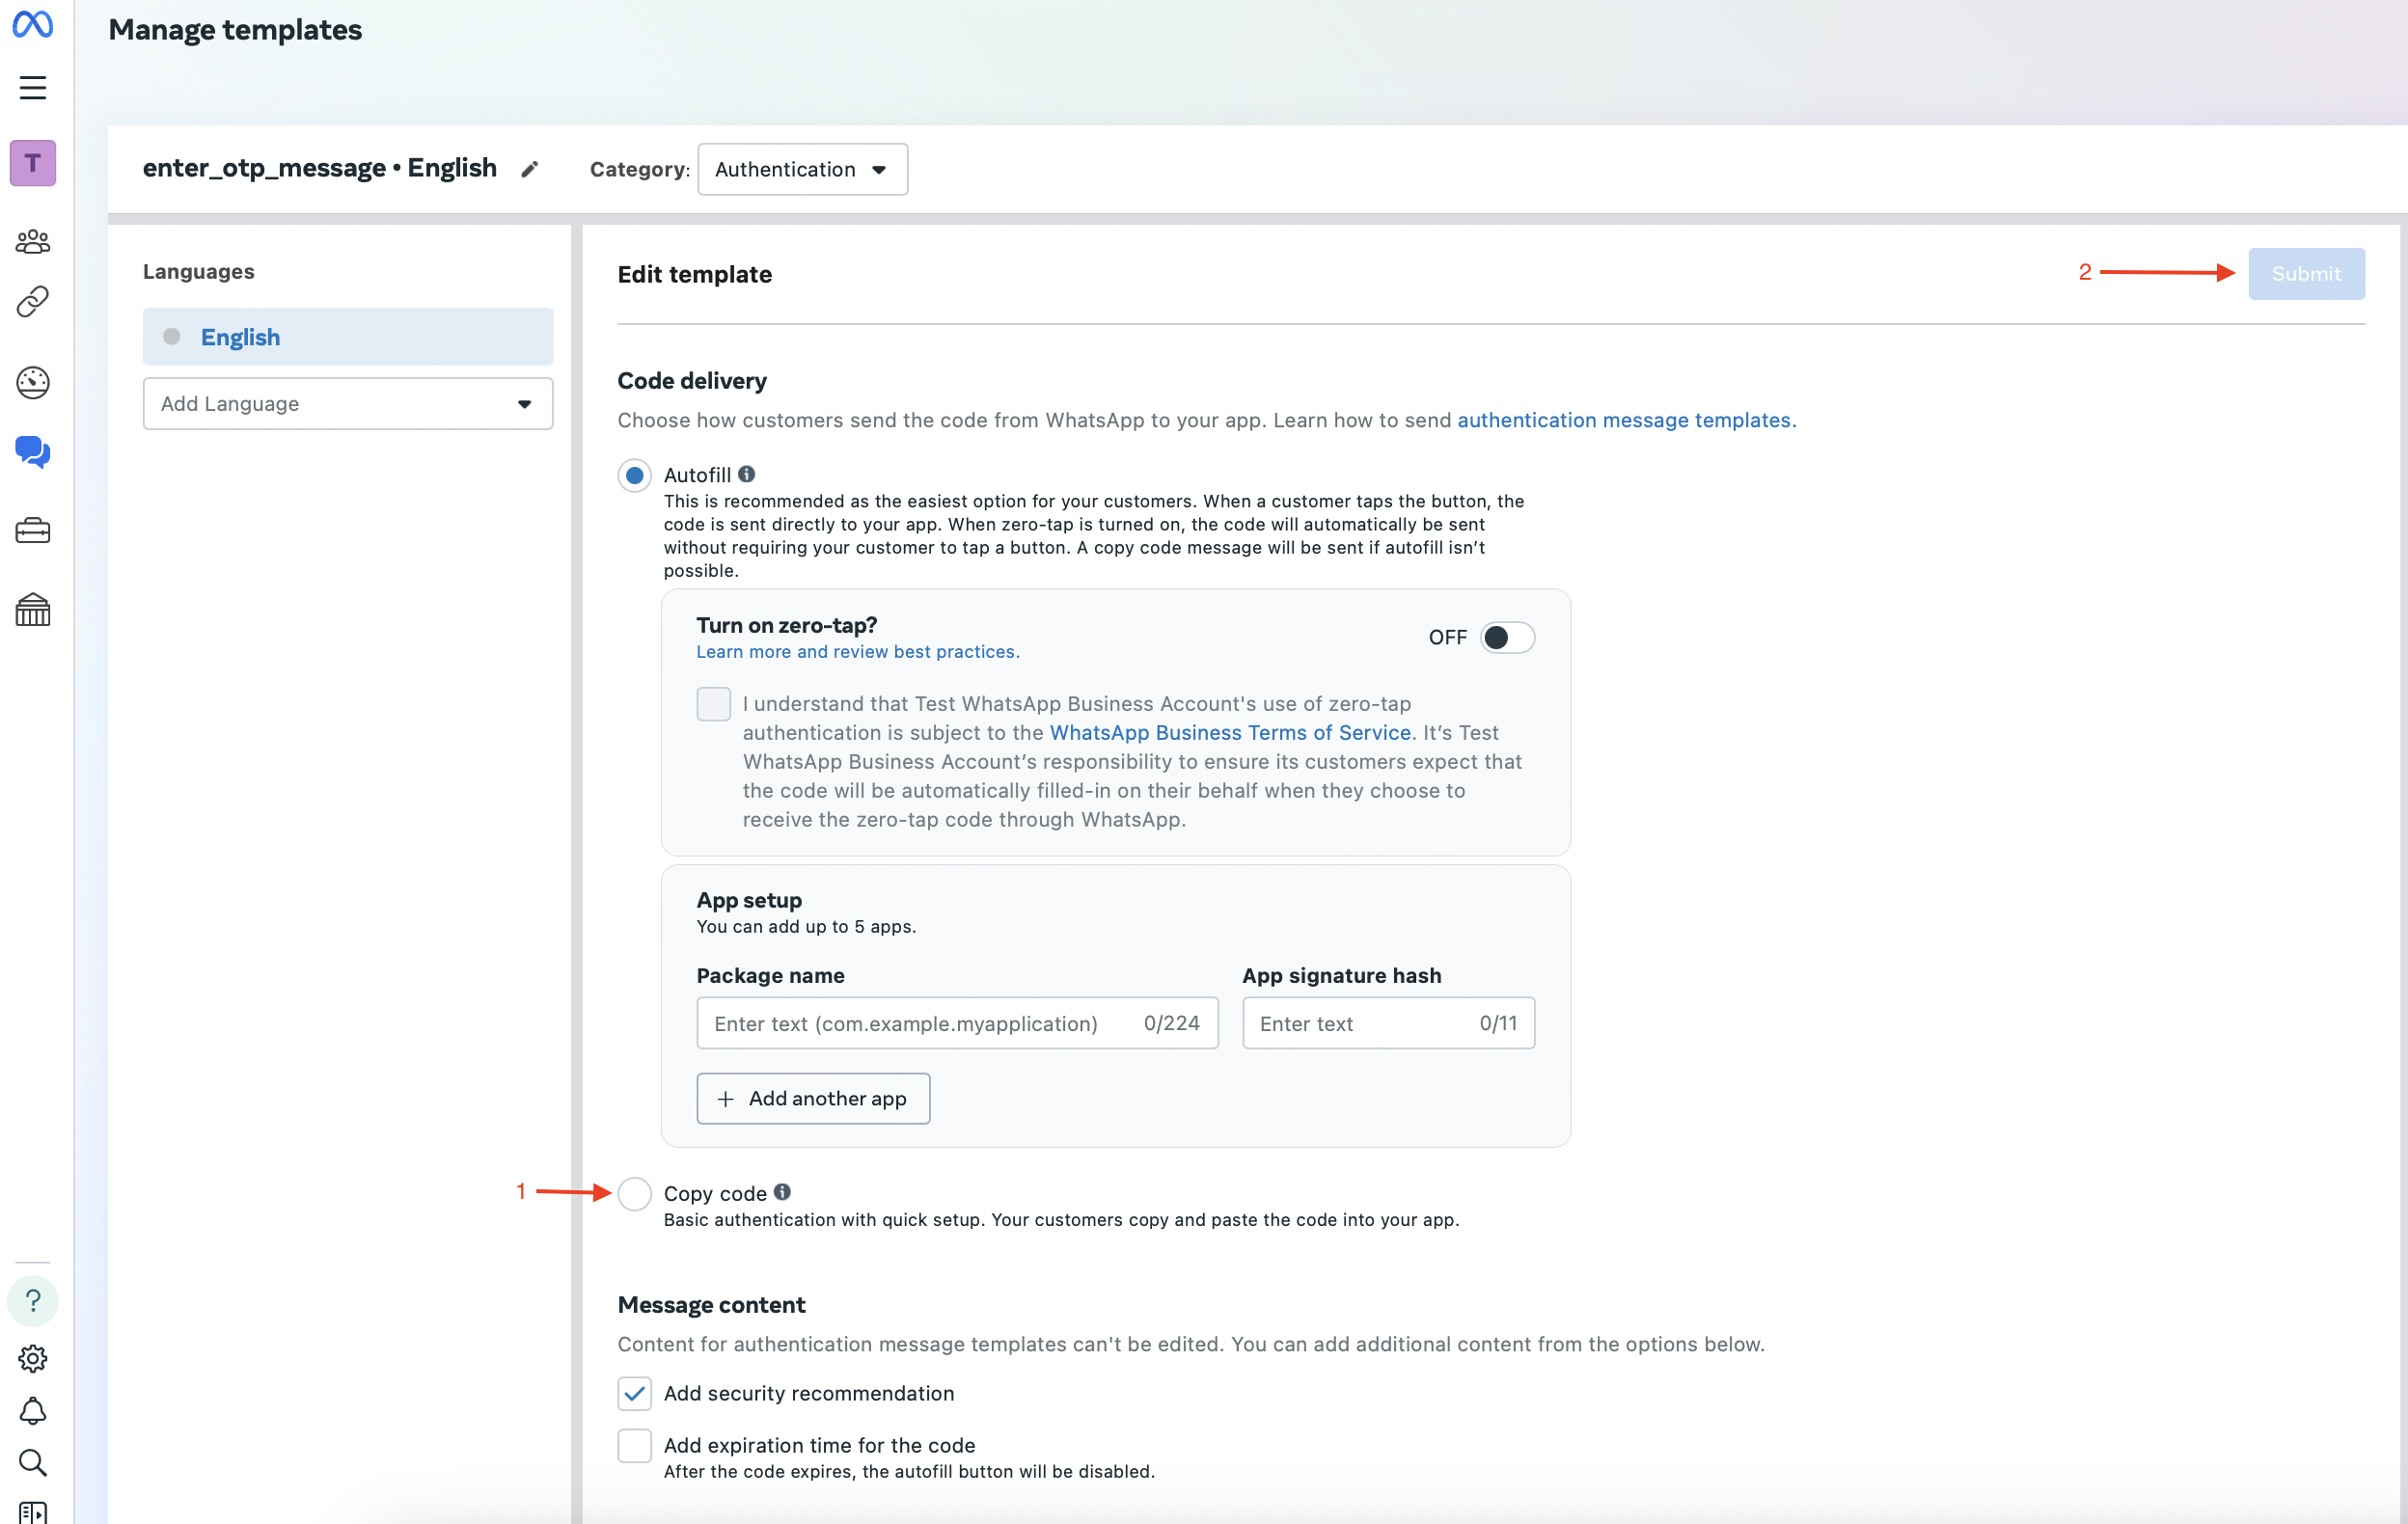 Manage templates
T
enter_otp_message • English
Category:
Authentication
Languages
English
Add Language
Edit template
2
Submit
Code delivery
Choose how customers send the code from WhatsApp to your app. Learn how to send authentication message templates.
Autofill
This is recommended as the easiest option for your customers. When a customer taps the button, the
code is sent directly to your app. When zero-tap is turned on, the code will automatically be sent
without requiring your customer to tap a button. A copy code message will be sent if autofill isn’t
possible.
Turn on zero-tap?
OFF
Learn more and review best practices.
I understand that Test WhatsApp Business Account's use of zero-tap
authentication is subject to the WhatsApp Business Terms of Service. It’s Test
WhatsApp Business Account’s responsibility to ensure its customers expect that
the code will be automatically filled-in on their behalf when they choose to
receive the zero-tap code through WhatsApp.
App setup
You can add up to 5 apps.
Package name
App signature hash
Enter text (com.example.myapplication) 0/224
Enter text 0/11
+ Add another app
1
Copy code
Basic authentication with quick setup. Your customers copy and paste the code into your app.
Message content
Content for authentication message templates can't be edited. You can add additional content from the options below.
Add security recommendation
Add expiration time for the code
After the code expires, the autofill button will be disabled.
?